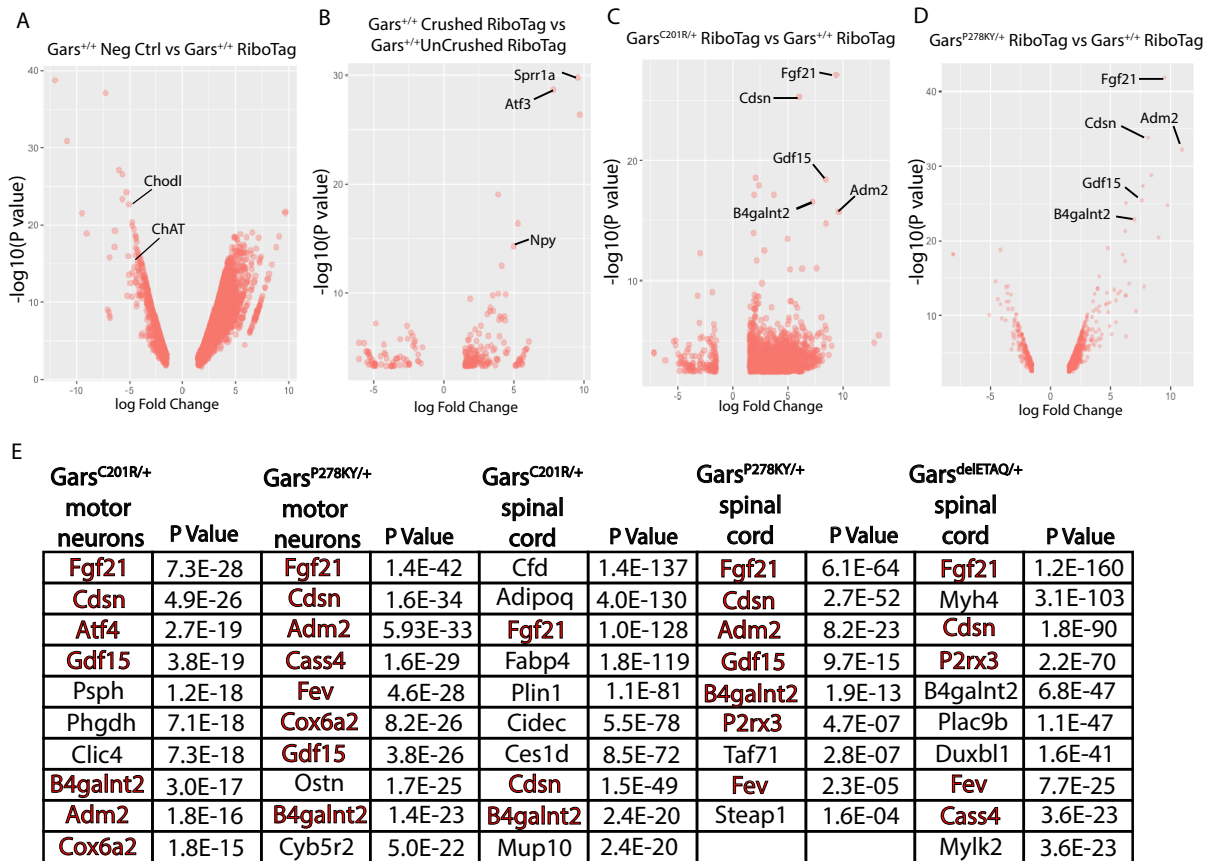 A
Gars+/+ Neg Ctrl vs Gars+/+ RiboTag
40
30
20
10
0
-10
-5
0
5
10
-log10(P value)
log Fold Change
Chodl
ChAT
B
Gars+/+ Crushed RiboTag vs
Gars+/+UnCrushed RiboTag
30
20
10
-5
0
5
10
-log10(P value)
log Fold Change
Sprr1a
Atf3
Npy
C
GarsC201R/+ RiboTag vs Gars+/+ RiboTag
20
10
-5
0
5
10
-log10(P value)
log Fold Change
Fgf21
Cdsn
Gdf15
Adm2
B4galnt2
D
GarsP278KY/+ RiboTag vs Gars+/+ RiboTag
40
30
20
10
-5
0
5
10
-log10(P value)
log Fold Change
Fgf21
Cdsn
Adm2
Gdf15
B4galnt2
E
GarsC201R/+ motor neurons P Value GarsP278KY/+ motor neurons P Value GarsC201R/+ spinal cord P Value GarsP278KY/+ spinal cord P Value GarsdelETAQ/+ spinal cord P Value
Fgf21 7.3E-28 Fgf21 1.4E-42 Cfd 1.4E-137 Fgf21 6.1E-64 Fgf21 1.2E-160
Cdsn 4.9E-26 Cdsn 1.6E-34 Adipoq 4.0E-130 Cdsn 2.7E-52 Myh4 3.1E-103
Atf4 2.7E-19 Adm2 5.93E-33 Fgf21 1.0E-128 Adm2 8.2E-23 Cdsn 1.8E-90
Gdf15 3.8E-19 Cass4 1.6E-29 Fabp4 1.8E-119 Gdf15 9.7E-15 P2rx3 2.2E-70
Psph 1.2E-18 Fev 4.6E-28 Plin1 1.1E-81 B4galnt2 1.9E-13 B4galnt2 6.8E-47
Phgdh 7.1E-18 Cox6a2 8.2E-26 Cidec 5.5E-78 P2rx3 4.7E-07 Plac9b 1.1E-47
Clic4 7.3E-18 Gdf15 3.8E-26 Ces1d 8.5E-72 Taf71 2.8E-07 Duxbl1 1.6E-41
B4galnt2 3.0E-17 Ostn 1.7E-25 Cdsn 1.5E-49 Fev 2.3E-05 Fev 7.7E-25
Adm2 1.8E-16 B4galnt2 1.4E-23 B4galnt2 2.4E-20 Steap1 1.6E-04 Cass4 3.6E-23
Cox6a2 1.8E-15 Cyb5r2 5.0E-22 Mup10 2.4E-20 Mylk2 3.6E-23